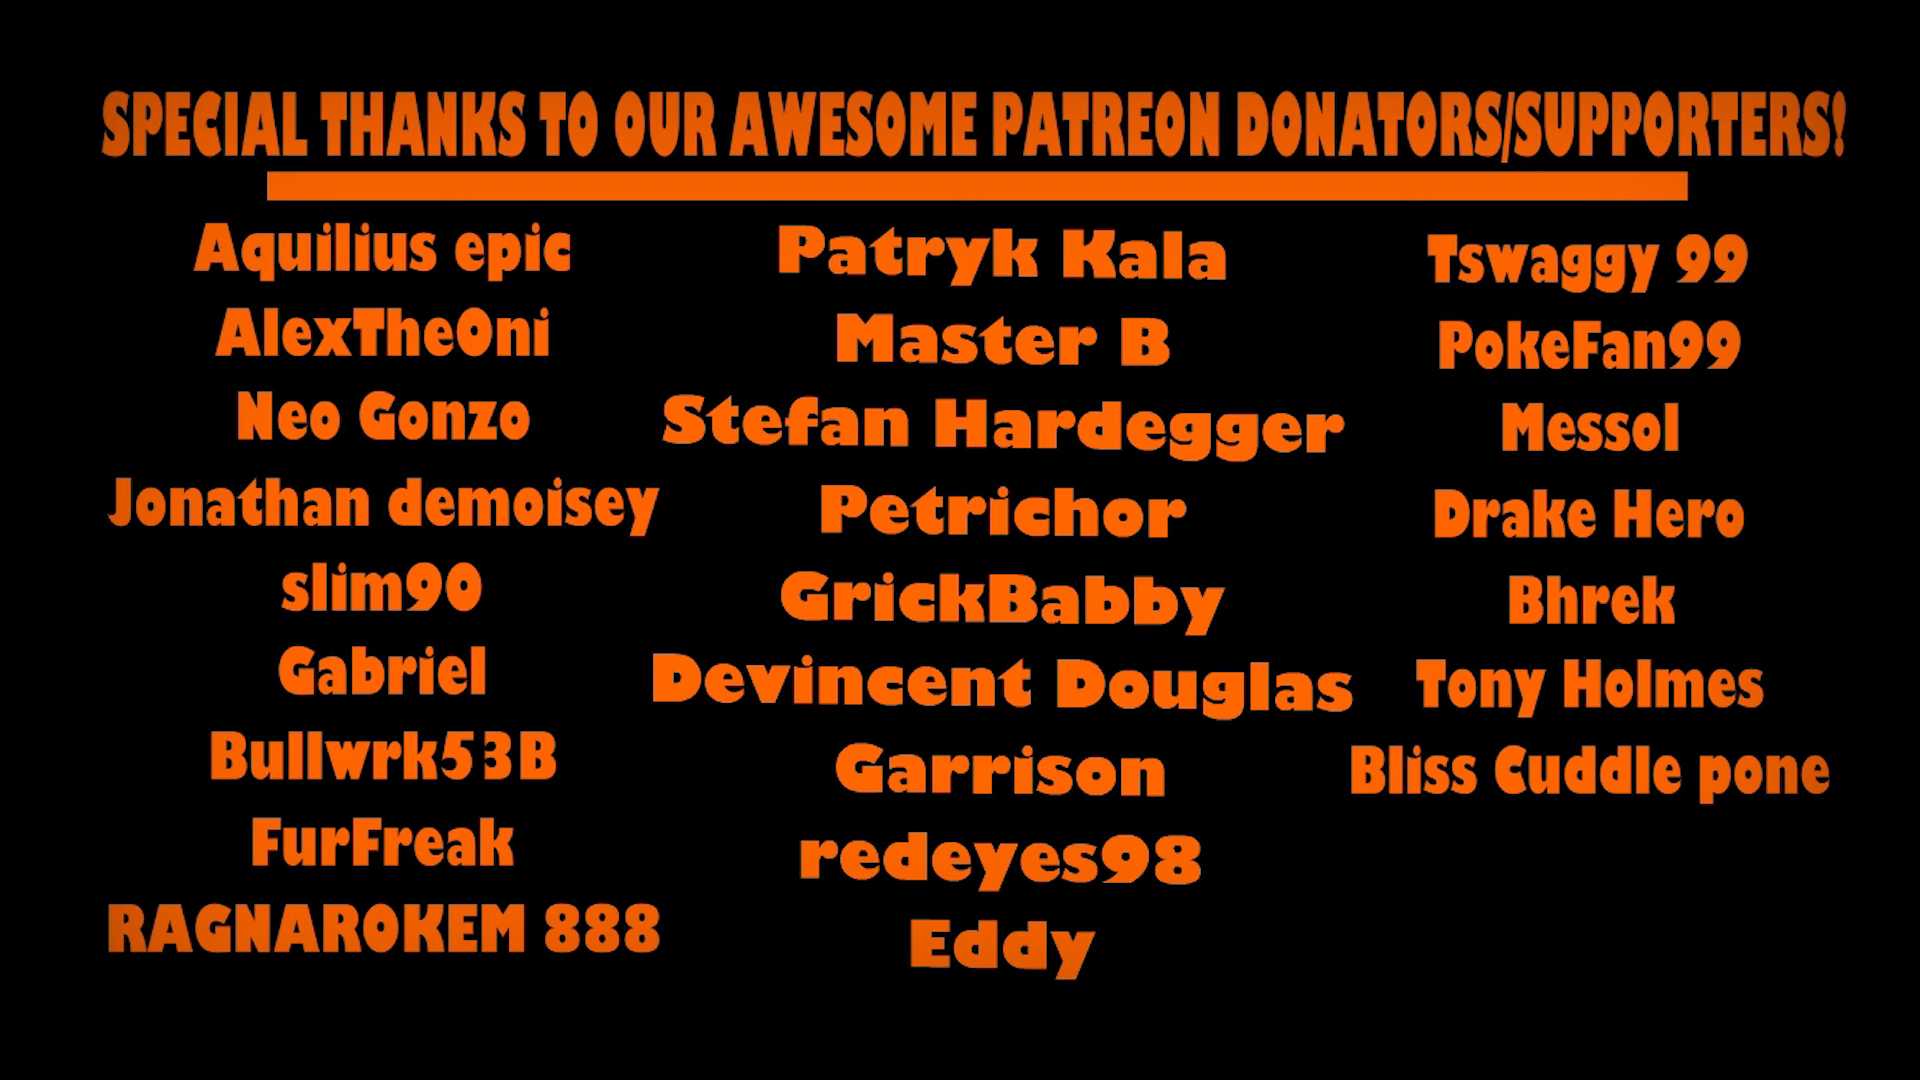 SPECIAL THANKS TO OUR AWESOME PATREON DONATORS/SUPPORTERS!
Aquilius epic
AlexTheOni
Neo Gonzo
Jonathan demoisey
slim90
Gabriel
Bullwrk53B
FurFreak
RAGNAROKEM 888
Patryk Kala
Master B
Stefan Hardegger
Petrichor
GrickBabby
Devincent Douglas
Garrison
redeyes98
Eddy
Tswaggy 99
PokeFan99
Messol
Drake Hero
Bhrek
Tony Holmes
Bliss Cuddle pone